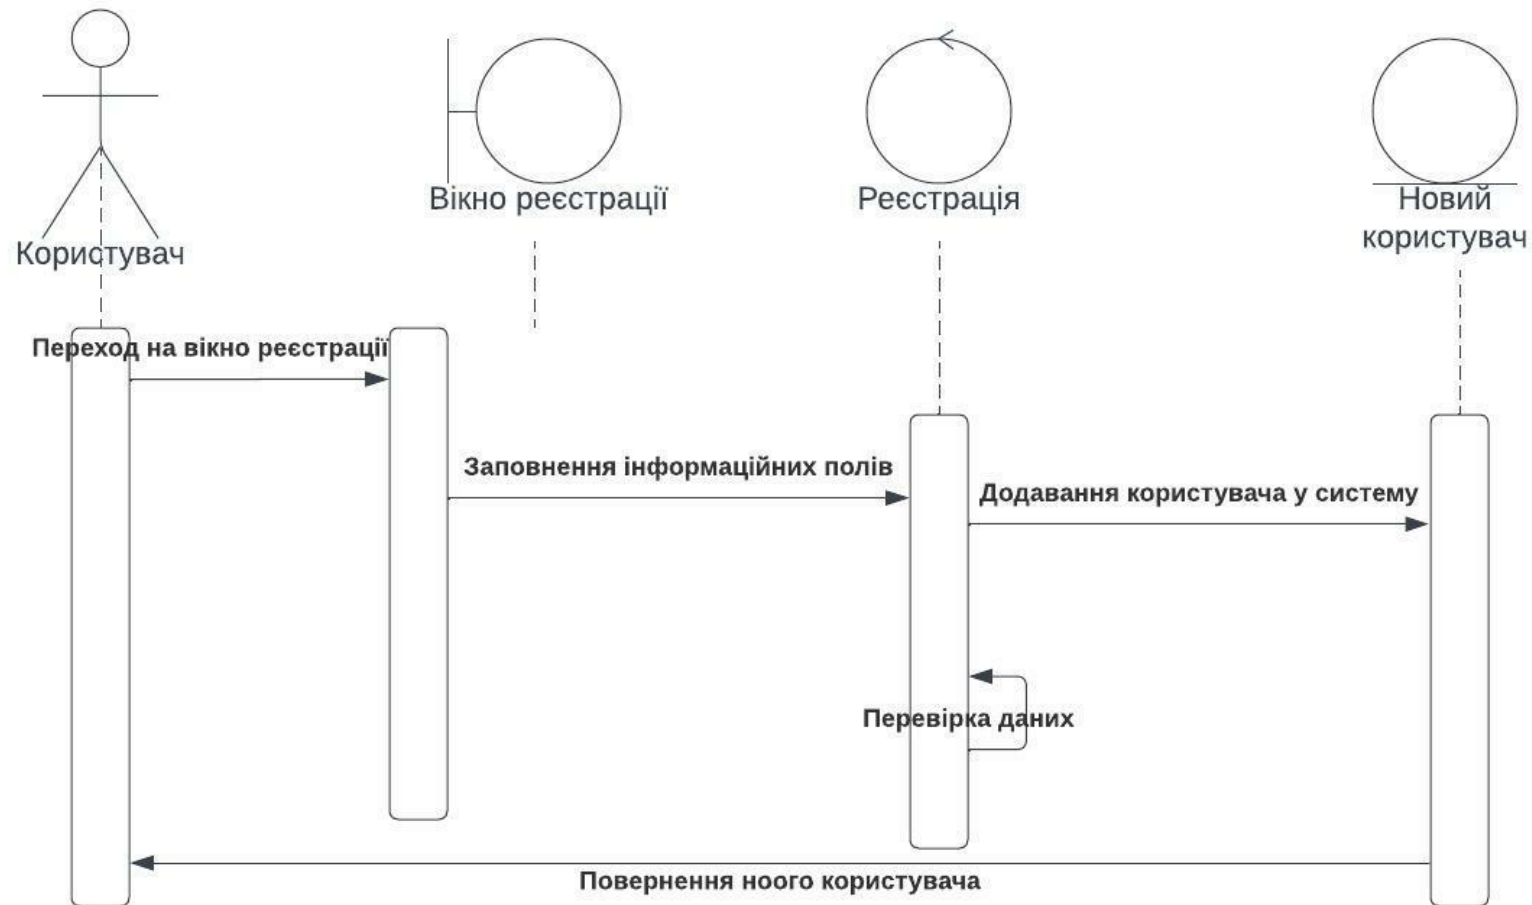 Користувач
Вікно реєстрації
Реєстрація
Новий
користувач
Переход на вікно реєстрації
Заповнення інформаційних полів
Додавання користувача у систему
Перевірка даних
Повернення ноого користувача